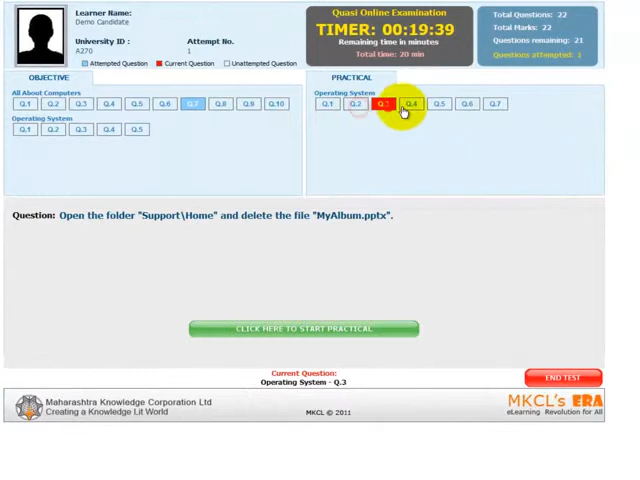 Learner Name:
Demo Candidate
University ID :
A270
Attempt No.
1
Attempted Question
Current Question
Unattempted Question
Quasi Online Examination
TIMER: 00:19:39
Remaining time in minutes
Total time: 20 min
Total Questions: 22
Total Marks: 22
Questions remaining: 21
Questions attempted: 1
OBJECTIVE
All About Computers
Q.1 Q.2 Q.3 Q.4 Q.5 Q.6 Q.7 Q.8 Q.9 Q.10
Operating System
Q.1 Q.2 Q.3 Q.4 Q.5
PRACTICAL
Operating System
Q.1 Q.2 Q.3 Q.4 Q.5 Q.6 Q.7
Question: Open the folder "Support\Home" and delete the file "MyAlbum.pptx".
CLICK HERE TO START PRACTICAL
Current Question:
Operating System - Q.3
END TEST
Maharashtra Knowledge Corporation Ltd
Creating a Knowledge Lit World
MKCL © 2011
MKCL's ERA
eLearning Revolution for All